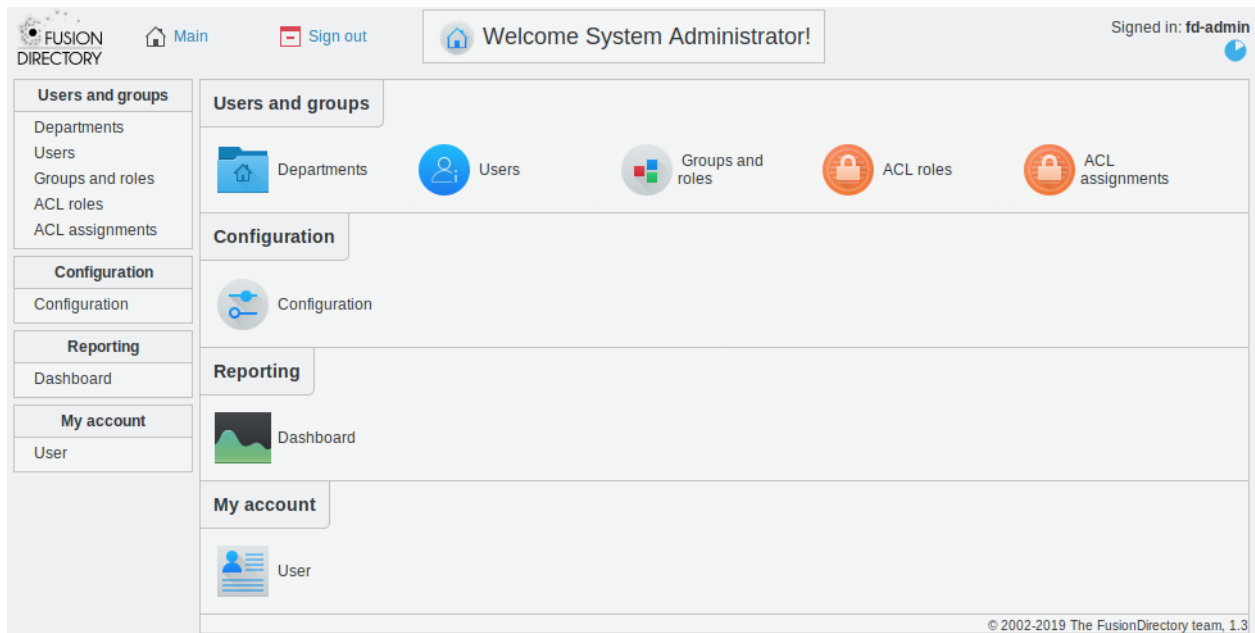 FUSION
DIRECTORY
Main
Sign out
Welcome System Administrator!
Signed in: fd-admin
Users and groups
Departments
Users
Groups and roles
ACL roles
ACL assignments
Configuration
Configuration
Reporting
Dashboard
My account
User
Users and groups
Departments
Users
Groups and
roles
ACL roles
ACL
assignments
Configuration
Configuration
Reporting
Dashboard
My account
User
© 2002-2019 The FusionDirectory team, 1.3